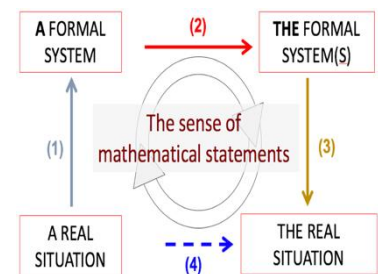 A FORMAL
SYSTEM
(2)
THE FORMAL
SYSTEM(S)
(1)
The sense of
mathematical statements
(3)
A REAL
SITUATION
(4)
THE REAL
SITUATION